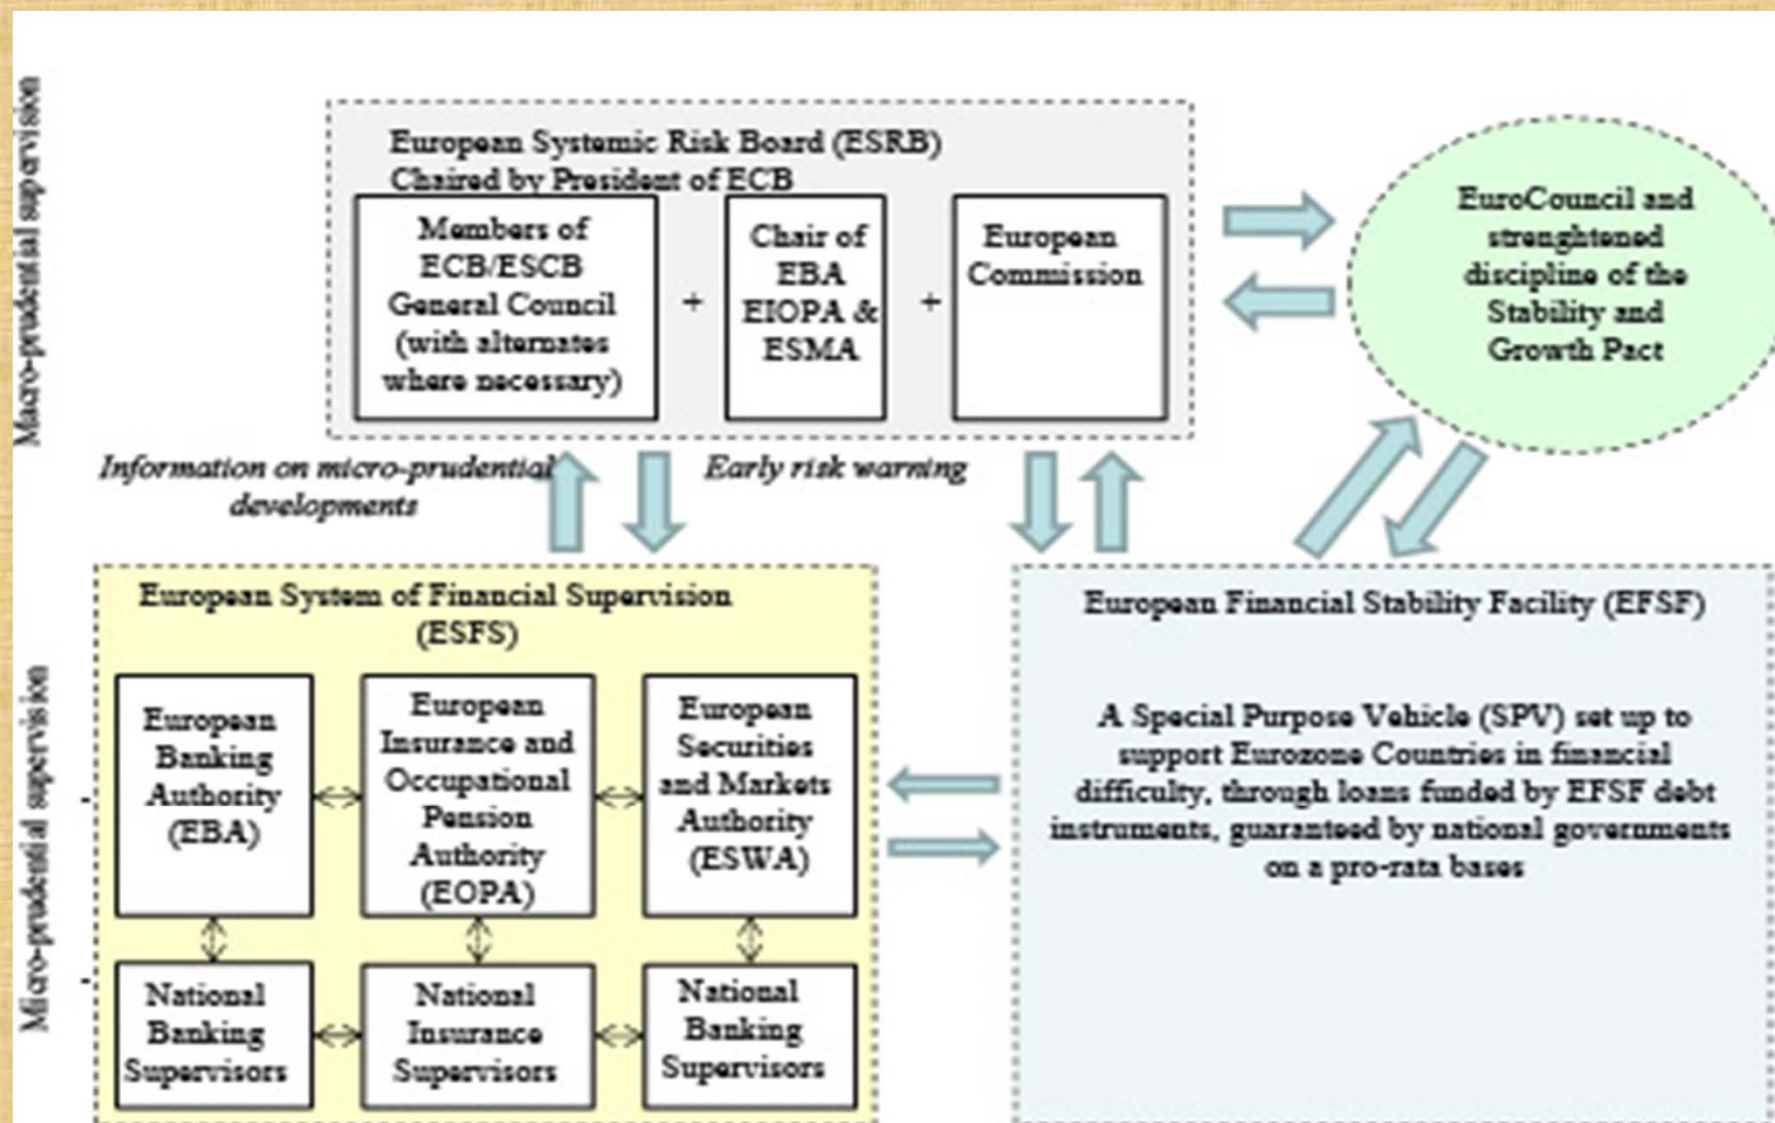 Macro-prudential supervision
European Systemic Risk Board (ESRB)
Chaired by President of ECB
Members of
ECB/ESCB
General Council
(with alternates
where necessary)
+
Chair of
EBA
EIOPA &
ESMA
+
European
Commission
EuroCouncil and
strenghtened
discipline of the
Stability and
Growth Pact
Information on micro-prudential
developments
Early risk warning
Micro-prudential supervision
European System of Financial Supervision
(ESFS)
European
Banking
Authority
(EBA)
European
Insurance and
Occupational
Pension
Authority
(EOPA)
European
Securities
and Markets
Authority
(ESWA)
National
Banking
Supervisors
National
Insurance
Supervisors
National
Banking
Supervisors
European Financial Stability Facility (EFSF)
A Special Purpose Vehicle (SPV) set up to
support Eurozone Countries in financial
difficulty, through loans funded by EFSF debt
instruments, guaranteed by national governments
on a pro-rata bases